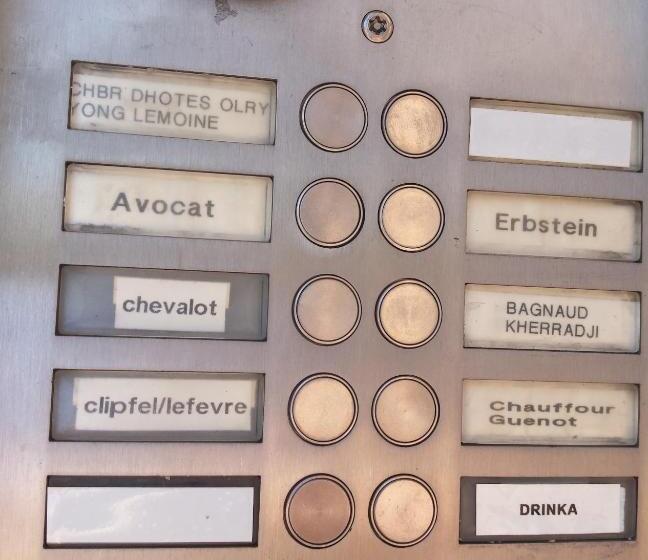 CHBR DHOTES OLRY
YONG LEMOINE
Avocat
chevalot
clipfel/lefevre
Erbstein
BAGNAUD
KHERRADJI
Chauffour
Guenot
DRINKA